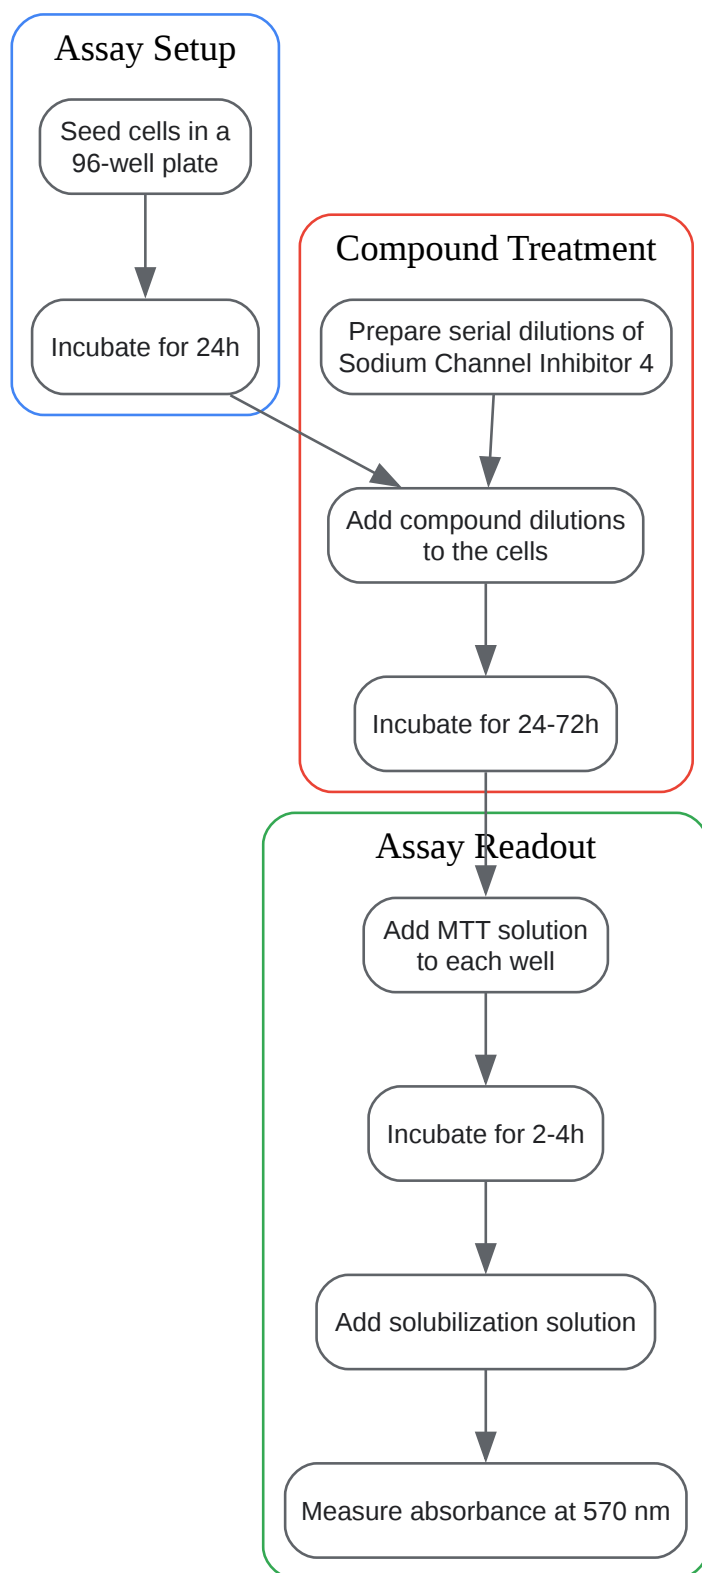 Assay Setup
Seed cells in a
96-well plate
Incubate for 24h
Compound Treatment
Prepare serial dilutions of
Sodium Channel Inhibitor 4
Add compound dilutions
to the cells
Incubate for 24-72h
Assay Readout
Add MTT solution
to each well
Incubate for 2-4h
Add solubilization solution
Measure absorbance at 570 nm